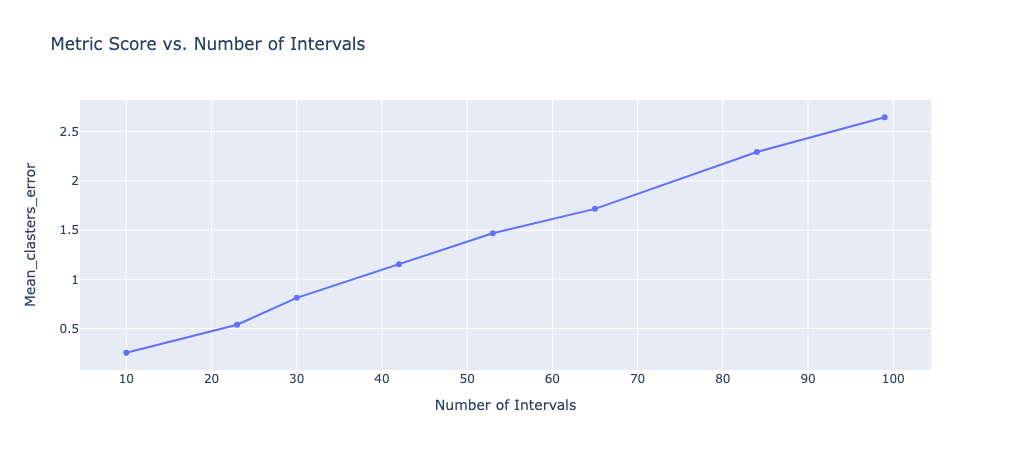 Metric Score vs. Number of Intervals
Mean_clasters_error
2.5
2
1.5
1
0.5
10 20 30 40 50 60 70 80 90 100
Number of Intervals